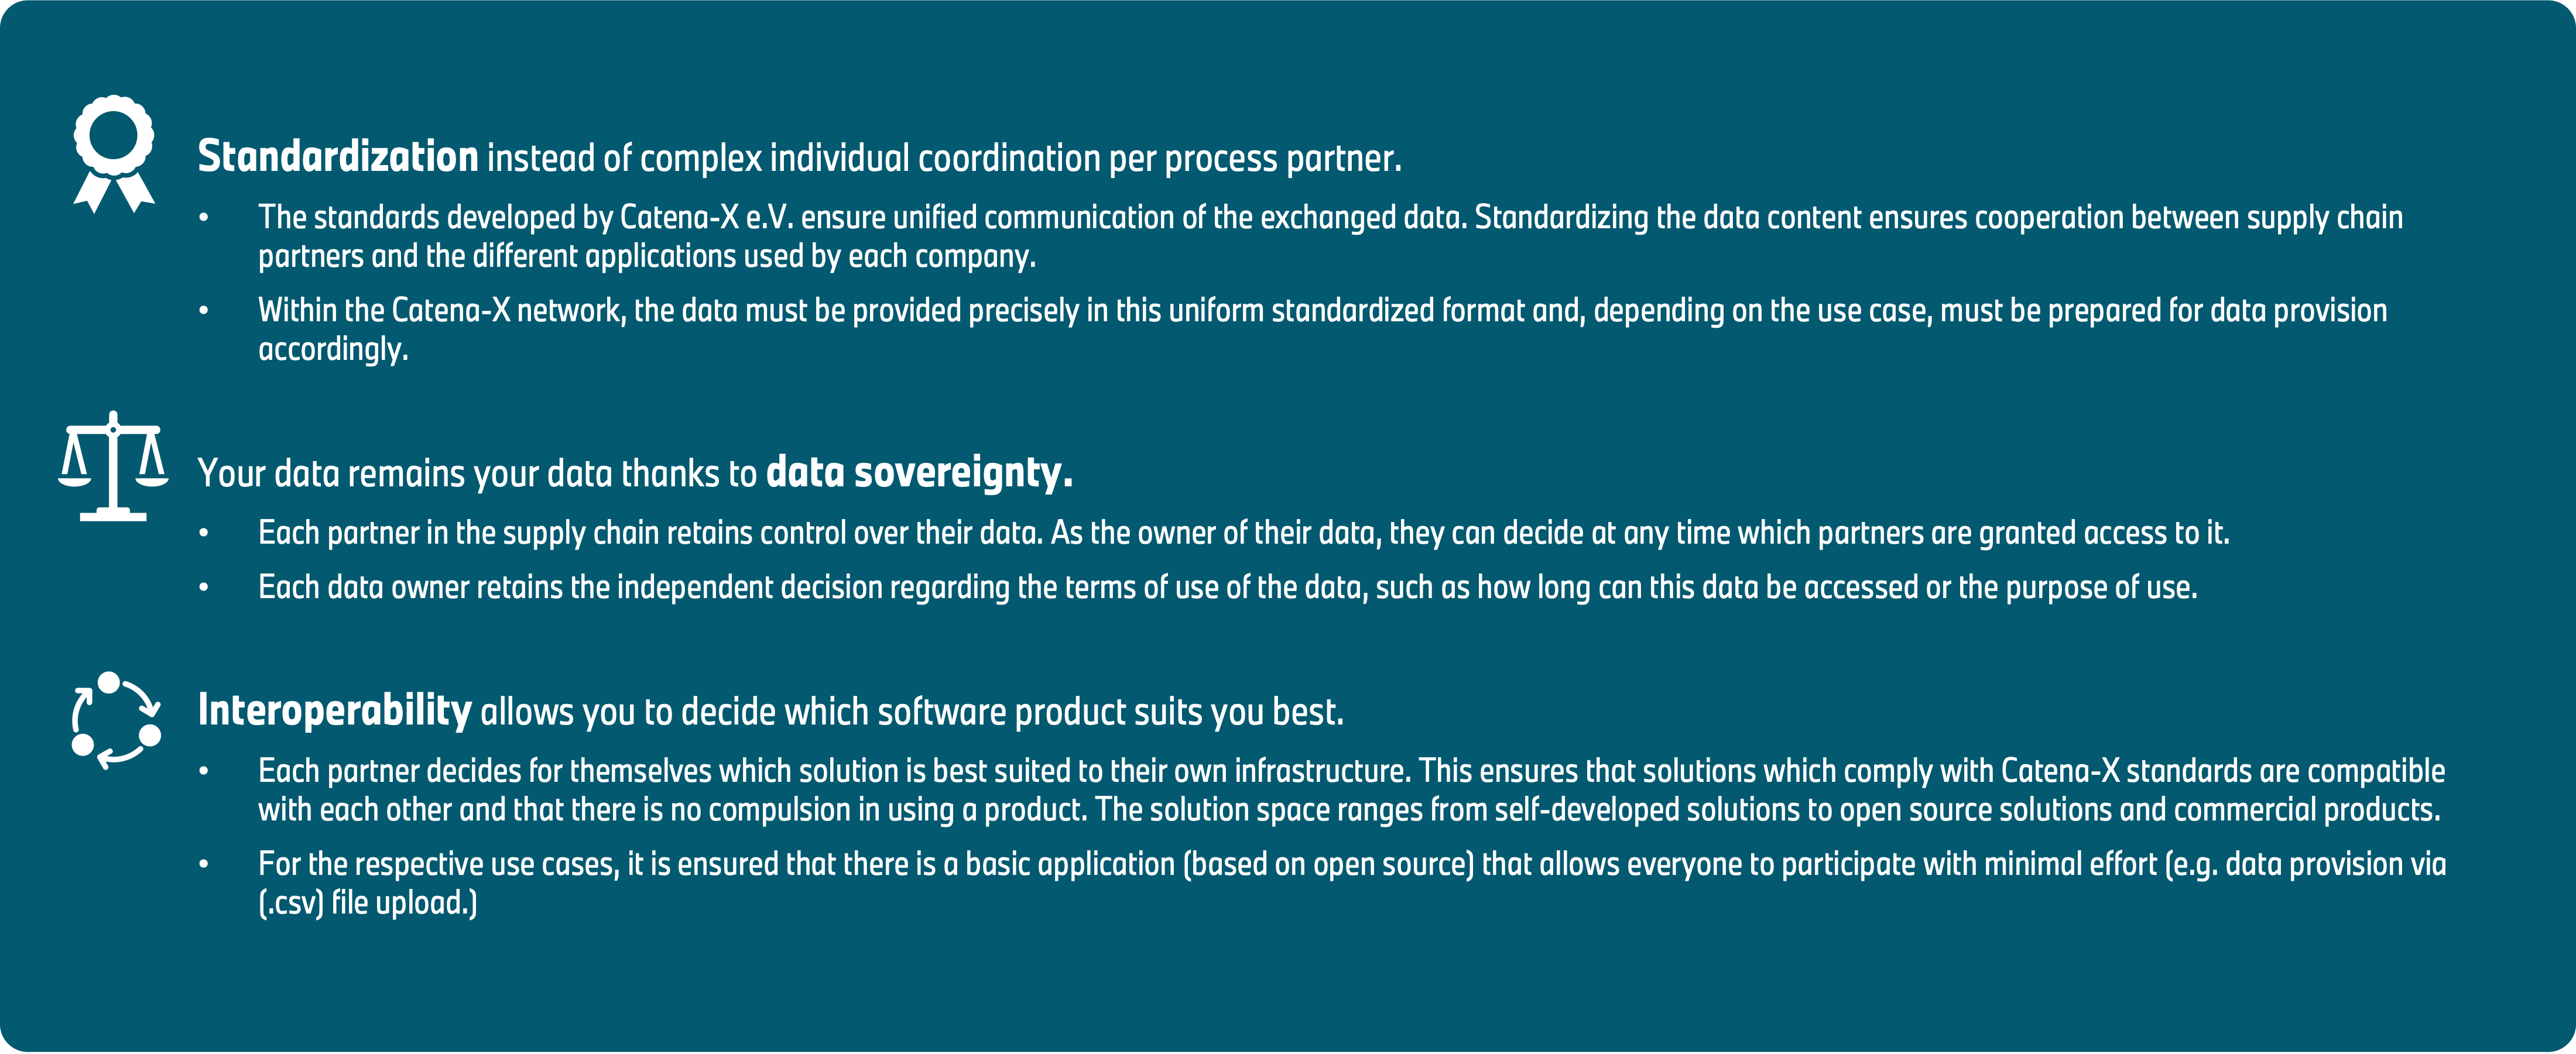 Standardization instead of complex individual coordination per process partner.
• The standards developed by Catena-X e.V. ensure unified communication of the exchanged data. Standardizing the data content ensures cooperation between supply chain
partners and the different applications used by each company.
• Within the Catena-X network, the data must be provided precisely in this uniform standardized format and, depending on the use case, must be prepared for data provision
accordingly.
Your data remains your data thanks to data sovereignty.
• Each partner in the supply chain retains control over their data. As the owner of their data, they can decide at any time which partners are granted access to it.
• Each data owner retains the independent decision regarding the terms of use of the data, such as how long can this data be accessed or the purpose of use.
Interoperability allows you to decide which software product suits you best.
• Each partner decides for themselves which solution is best suited to their own infrastructure. This ensures that solutions which comply with Catena-X standards are compatible
with each other and that there is no compulsion in using a product. The solution space ranges from self-developed solutions to open source solutions and commercial products.
• For the respective use cases, it is ensured that there is a basic application (based on open source) that allows everyone to participate with minimal effort (e.g. data provision via
(.csv) file upload.)